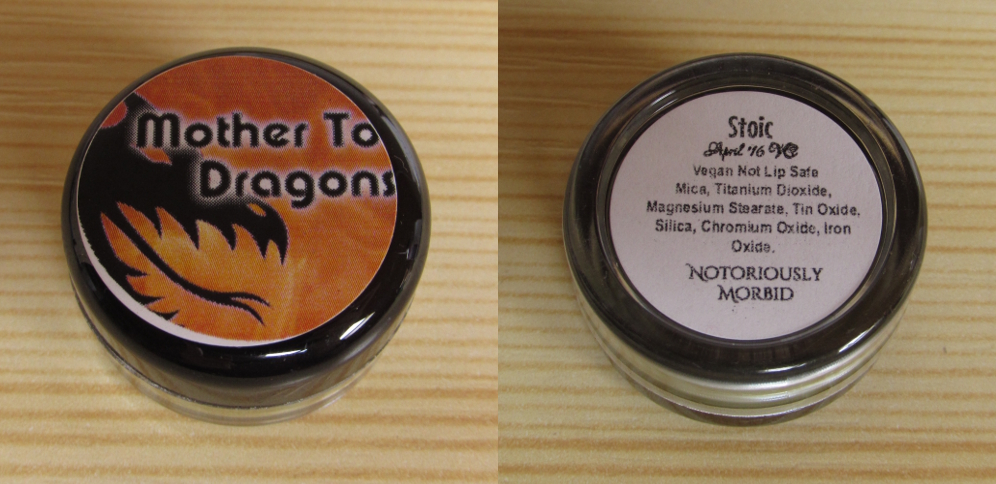 Mother To
Dragons
Stoic
April '16
Vegan Not Lip Safe
Mica, Titanium Dioxide,
Magnesium Stearate, Tin Oxide,
Silica, Chromium Oxide, Iron
Oxide.
Notoriously
Morbid